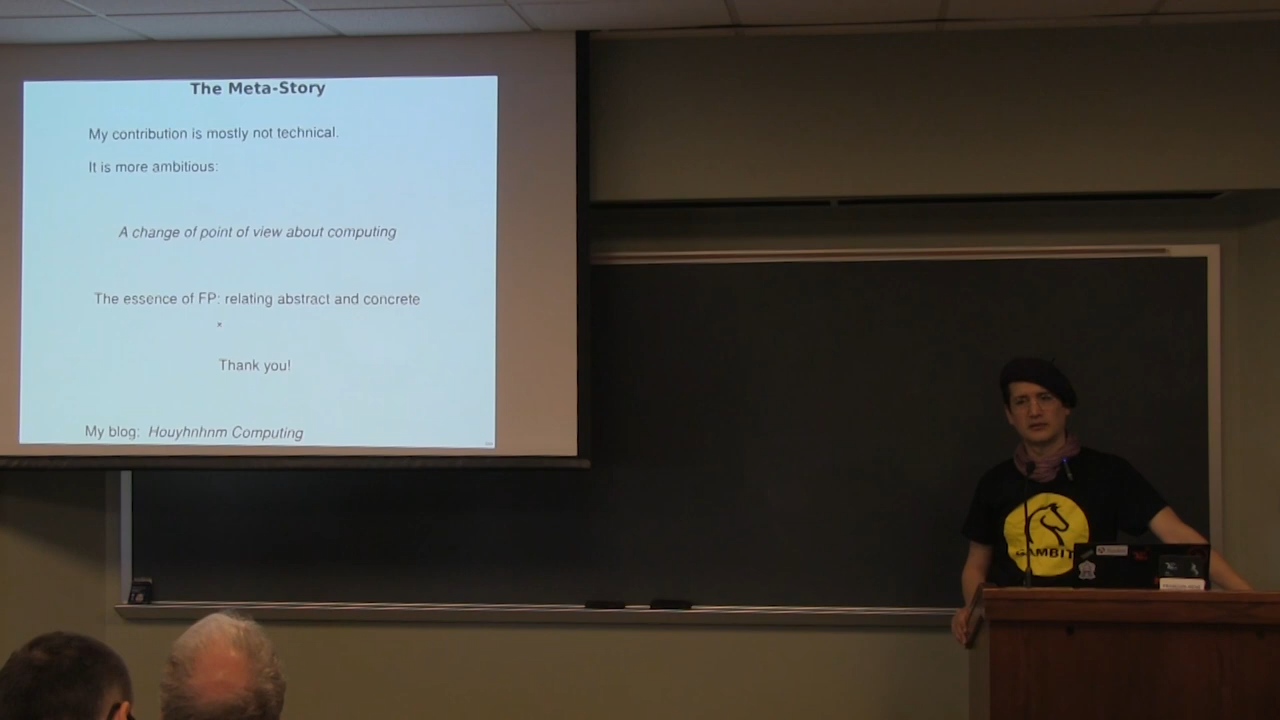 The Meta-Story
My contribution is mostly not technical.
It is more ambitious:
A change of point of view about computing
The essence of FP: relating abstract and concrete
×
Thank you!
My blog: Houyhnhnm Computing
GAMBIT